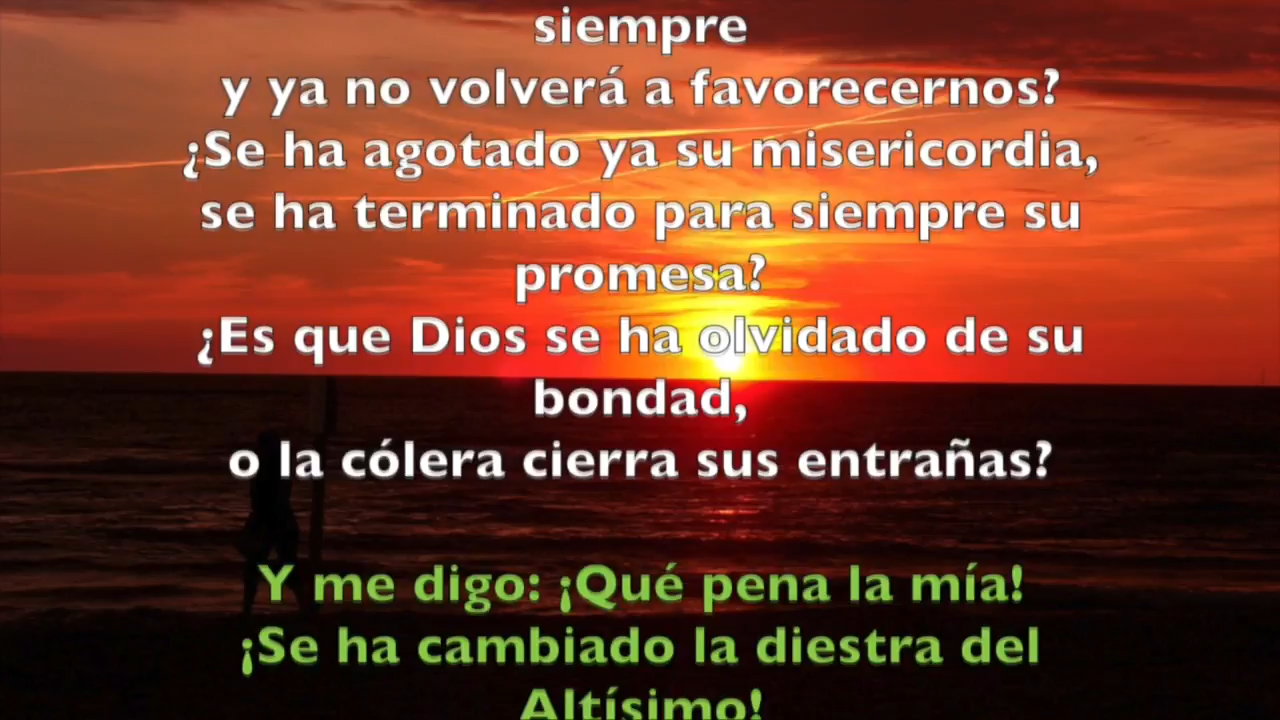 siempre
y ya no volverá a favorecernos?
¿Se ha agotado ya su misericordia,
se ha terminado para siempre su
promesa?
¿Es que Dios se ha olvidado de su
bondad,
o la cólera cierra sus entrañas?
Y me digo: ¡Qué pena la mía!
¡Se ha cambiado la diestra del
Altísimo!